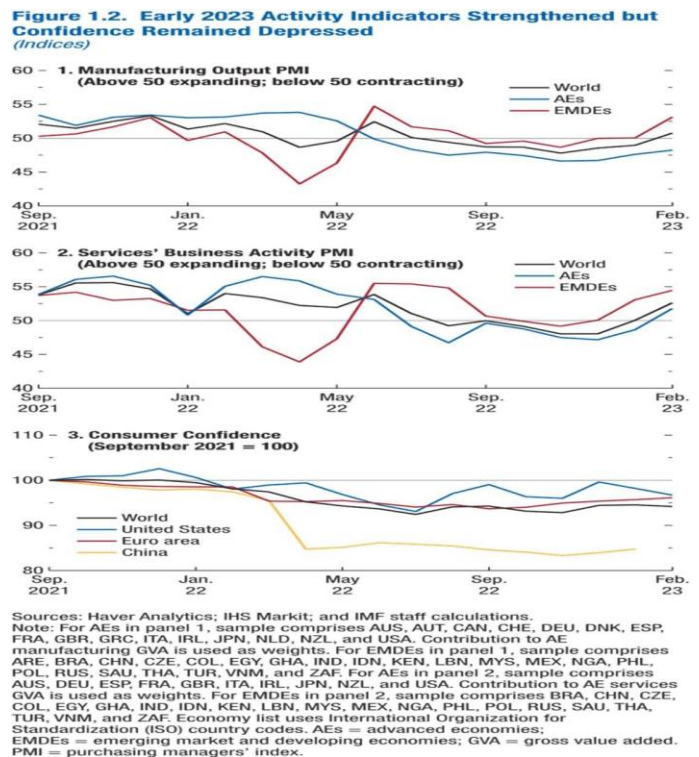 Figure 1.2. Early 2023 Activity Indicators Strengthened but
Confidence Remained Depressed
(Indices)
60
1. Manufacturing Output PMI
(Above 50 expanding; below 50 contracting)
World
AEs
EMDEs
55
50
45
40
Sep.
2021
Jan.
22
May
22
Sep.
22
Feb.
23
60
2. Services' Business Activity PMI
(Above 50 expanding; below 50 contracting)
World
AEs
EMDEs
55
50
45
40
Sep.
2021
Jan.
22
May
22
Sep.
22
Feb.
23
110
3. Consumer Confidence
(September 2021 = 100)
100
90
World
United States
Euro area
China
80
Sep.
2021
Jan.
22
May
22
Sep.
22
Feb.
23
Sources: Haver Analytics; IHS Markit; and IMF staff calculations.
Note: For AEs in panel 1, sample comprises AUS, AUT, CAN, CHE, DEU, DNK, ESP,
FRA, GBR, GRC, ITA, IRL, JPN, NLD, NZL, and USA. Contribution to AE
manufacturing GVA is used as weights. For EMDEs in panel 1, sample comprises
ARE, BRA, CHN, CZE, COL, EGY, GHA, IND, IDN, KEN, LBN, MYS, MEX, NGA, PHL,
POL, RUS, SAU, THA, TUR, VNM, and ZAF. For AEs in panel 2, sample comprises
AUS, DEU, ESP, FRA, GBR, ITA, IRL, JPN, NZL, and USA. Contribution to AE services
GVA is used as weights. For EMDEs in panel 2, sample comprises BRA, CHN, CZE,
COL, EGY, GHA, IND, IDN, KEN, LBN, MYS, MEX, NGA, PHL, POL, RUS, SAU, THA,
TUR, VNM, and ZAF. Economy list uses International Organization for
Standardization (ISO) country codes. AEs = advanced economies;
EMDEs = emerging market and developing economies; GVA = gross value added.
PMI = purchasing managers' index.